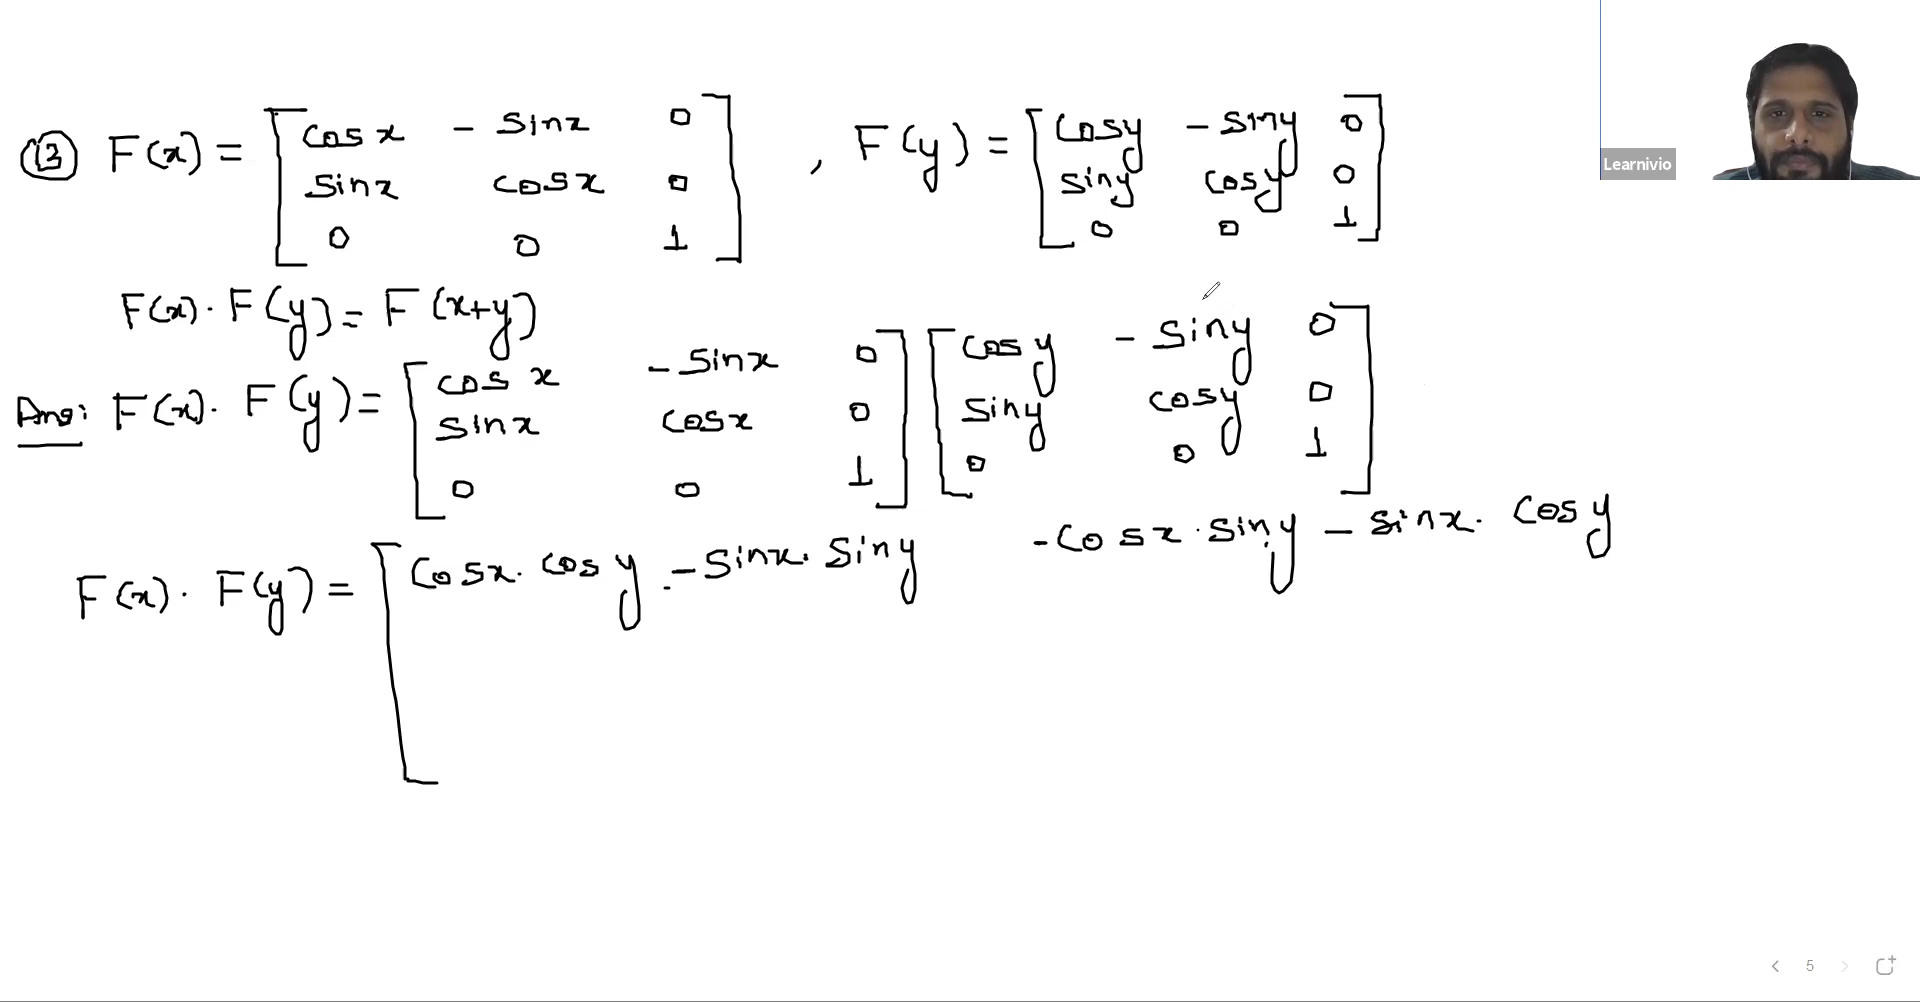 (13) F(x) = [cos x - sin x 0 , F(y) = [cos y - sin y 0
sin x cos x 0 sin y cos y 0
0 0 1] 0 0 1]
Learnivio
F(x) . F(y) = F(x+y)
Ans: F(x) . F(y) = [cos x - sin x 0 [cos y - sin y 0
sin x cos x 0 sin y cos y 0
0 0 1] 0 0 1]
F(x) . F(y) = [cos x . cos y - sin x . sin y - cos x . sin y - sin x . cos y
5